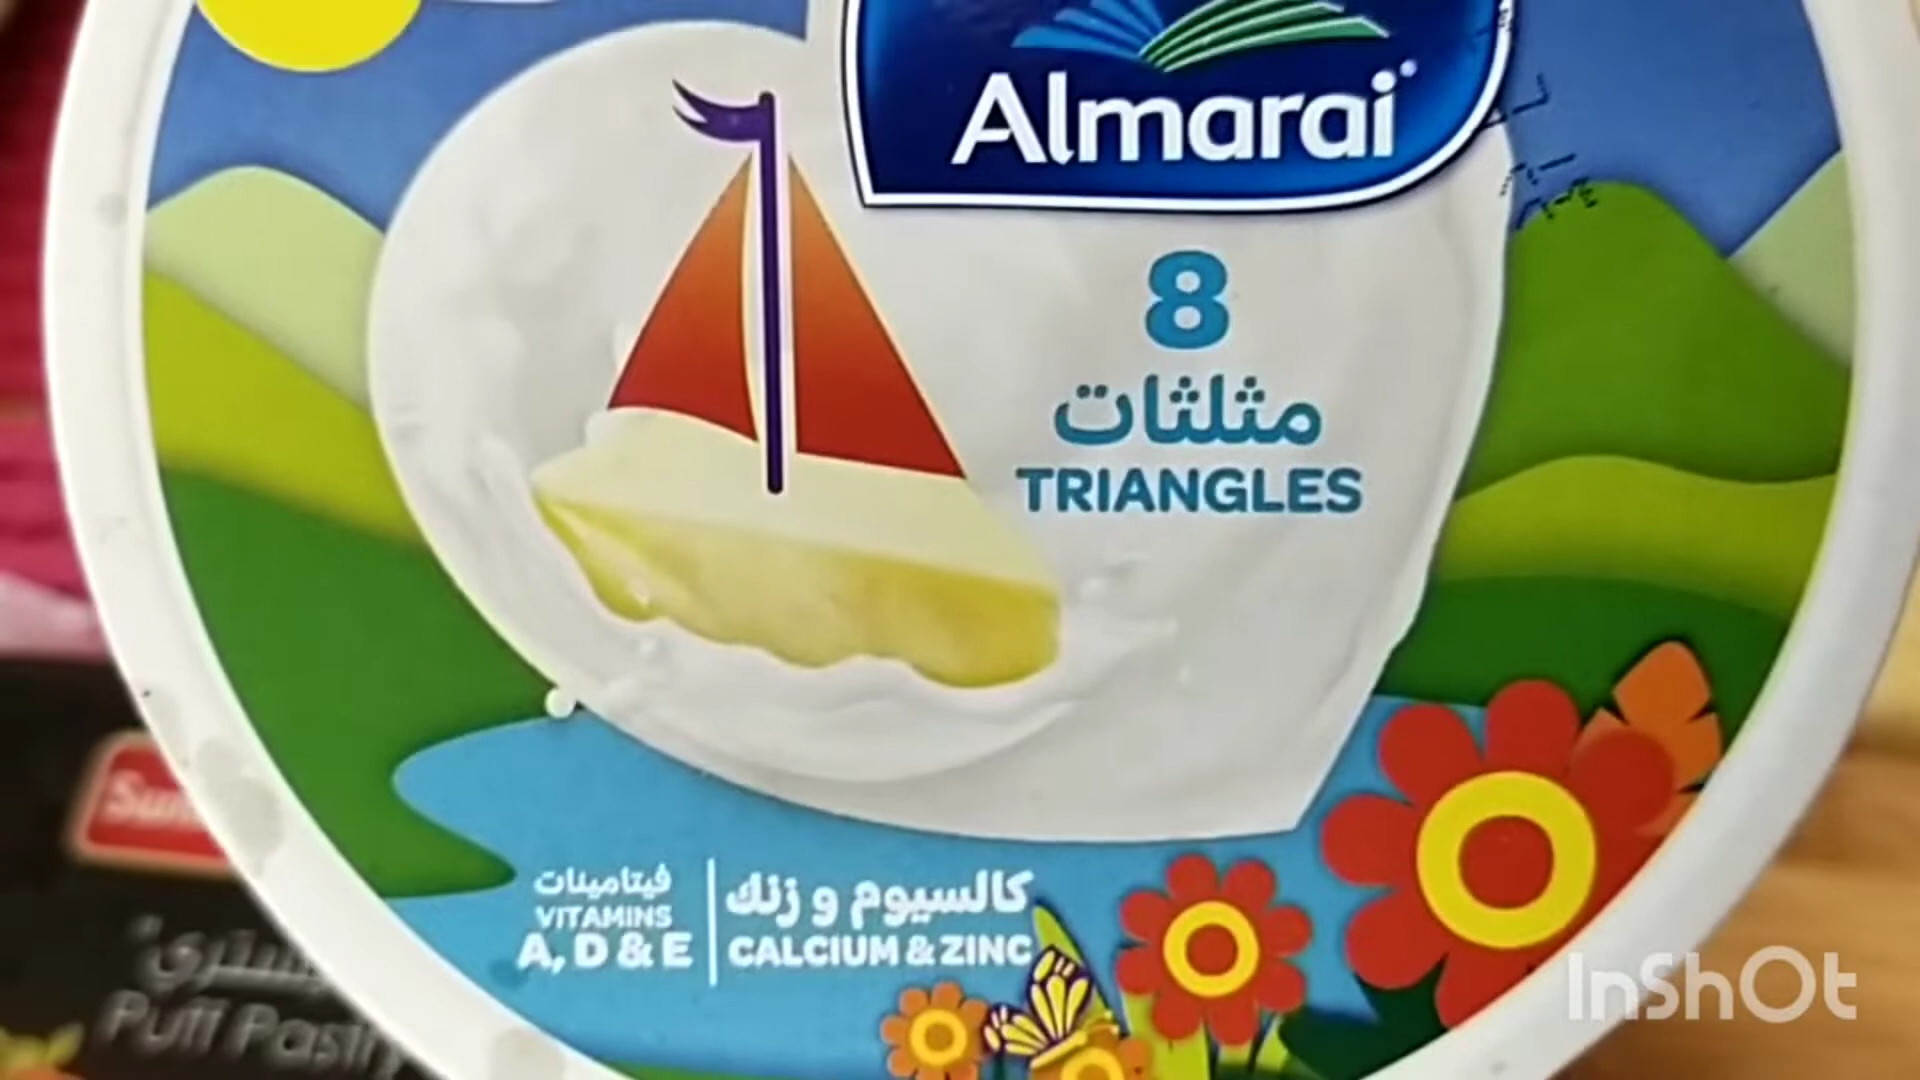 Almarai
8
مثلثات
TRIANGLES
فيتامينات
VITAMINS
A, D & E
كالسيوم و زنك
CALCIUM & ZINC
Puff Pastry
InShOt